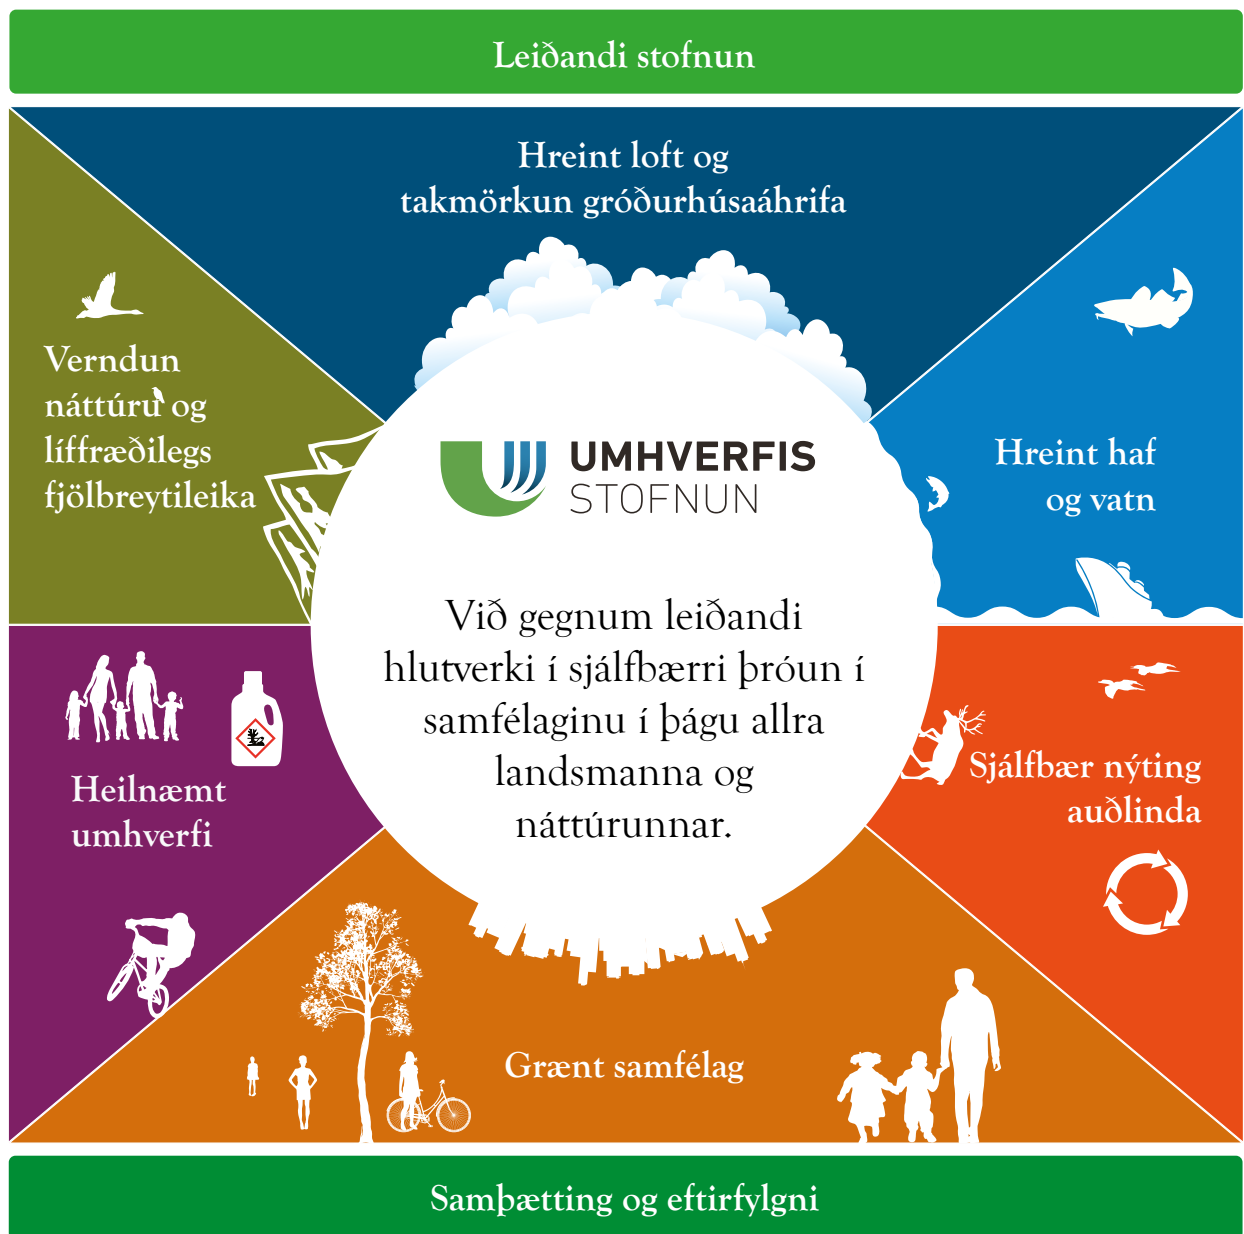 Leiðandi stofnun
Hreint loft og
takmörkun gróðurhúsaáhrifa
Verndun
náttúru og
líffræðilegs
fjölbreytileika
Hreint haf
og vatn
UMHVERFIS
STOFNUN
Við gegnum leiðandi
hlutverki í sjálfbærri þróun í
samfélaginu í þágu allra
landsmanna og
náttúrunnar.
Heilnæmt
umhverfi
Sjálfbær nýting
auðlinda
Grænt samfélag
Samþætting og eftirfylgni